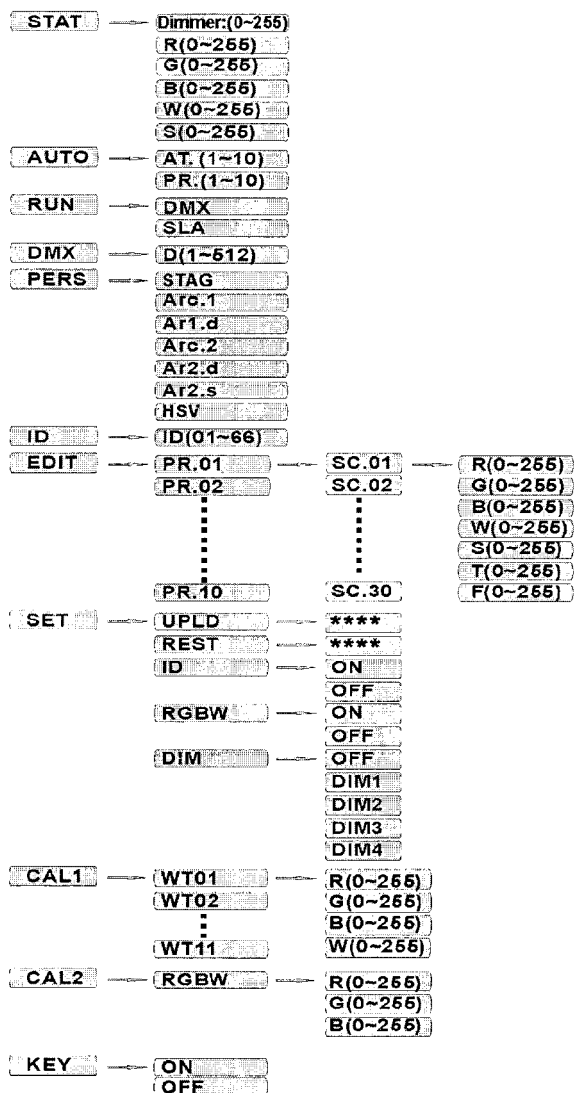 STAT Dimmer:(0~255)
R(0~255)
G(0~255)
B(0~255)
W(0~255)
S(0~255)
AUTO AT. (1~10)
PR.(1~10)
RUN DMX
SLA
DMX D(1~512)
PERS STAG
Arc.1
Ar1.d
Arc.2
Ar2.d
Ar2.s
HSV
ID ID(01~66)
EDIT PR.01 SC.01 R(0~255)
PR.02 SC.02 G(0~255)
B(0~255)
W(0~255)
S(0~255)
T(0~255)
PR.10 SC.30 F(0~255)
SET UPLD ****
REST ****
ID ON
OFF
RGBW ON
OFF
DIM OFF
DIM1
DIM2
DIM3
DIM4
CAL1 WT01 R(0~255)
WT02 G(0~255)
B(0~255)
WT11 W(0~255)
CAL2 RGBW R(0~255)
G(0~255)
B(0~255)
KEY ON
OFF